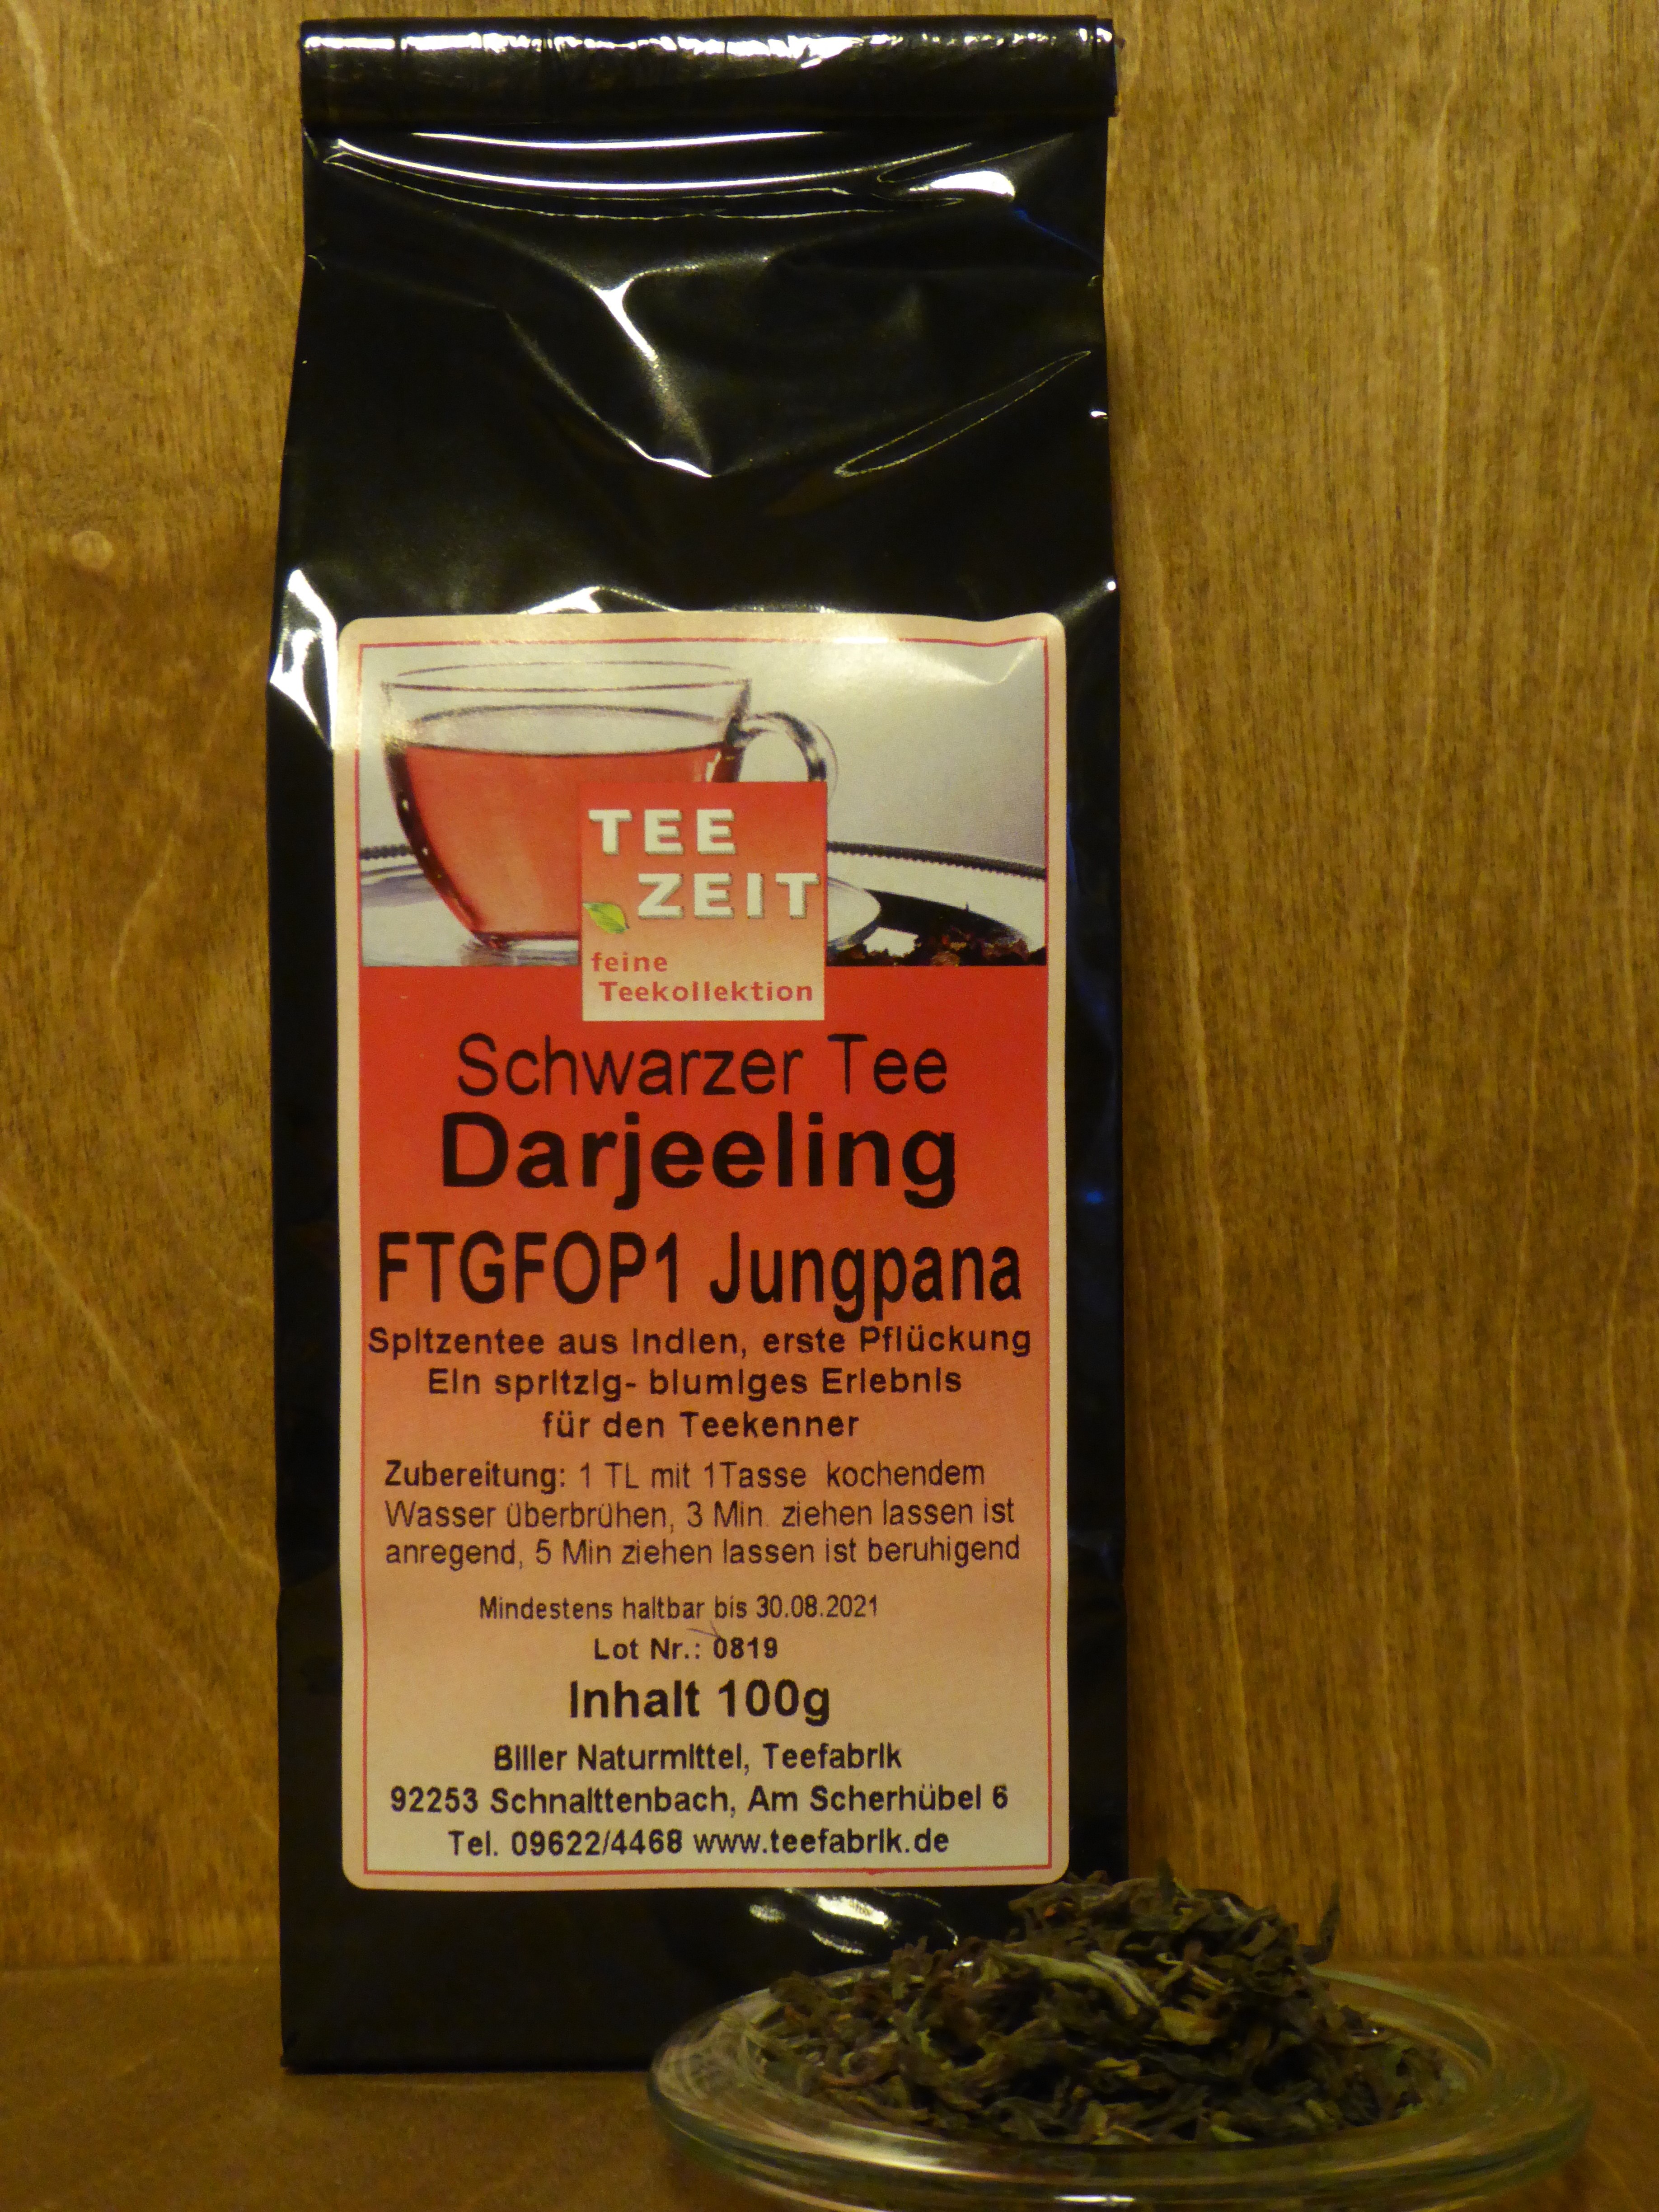 TEE
ZEIT
feine
Teekollektion
Schwarzer Tee
Darjeeling
FTGFOP1 Jungpana
Spitzentee aus Indien, erste Pflückung
Ein spritzig- blumiges Erlebnis
für den Teekenner
Zubereitung: 1 TL mit 1Tasse kochendem
Wasser überbrühen, 3 Min. ziehen lassen ist
anregend, 5 Min ziehen lassen ist beruhigend
Mindestens haltbar bis 30.08.2021
Lot Nr.: 0819
Inhalt 100g
Biller Naturmittel, Teefabrik
92253 Schnaittenbach, Am Scherhübel 6
Tel. 09622/4468 www.teefabrik.de